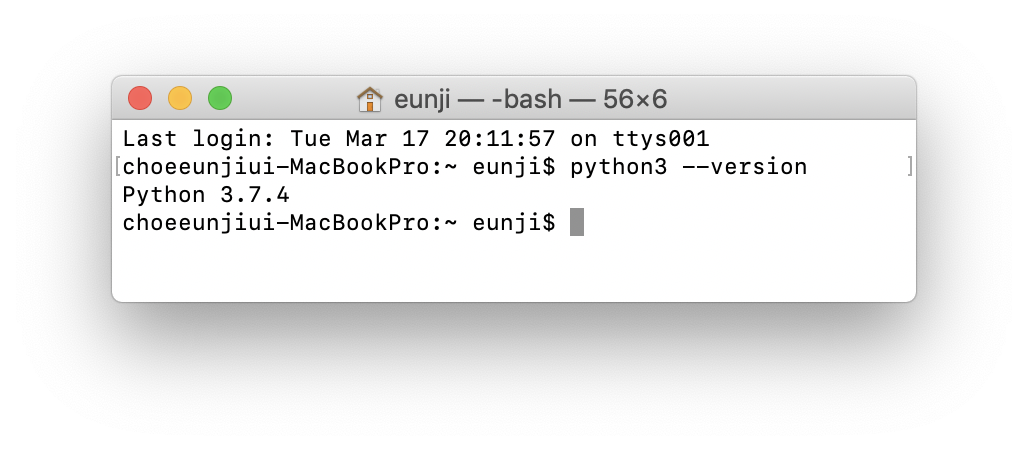 eunji — -bash — 56×6
Last login: Tue Mar 17 20:11:57 on ttys001
[choeeunjiui-MacBookPro:~ eunji$ python3 --version ]
Python 3.7.4
choeeunjiui-MacBookPro:~ eunji$